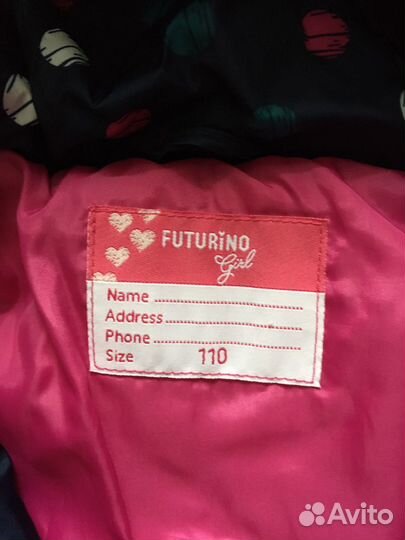 FUTURiNO
Girl
Name
Address
Phone
Size 110
Avito